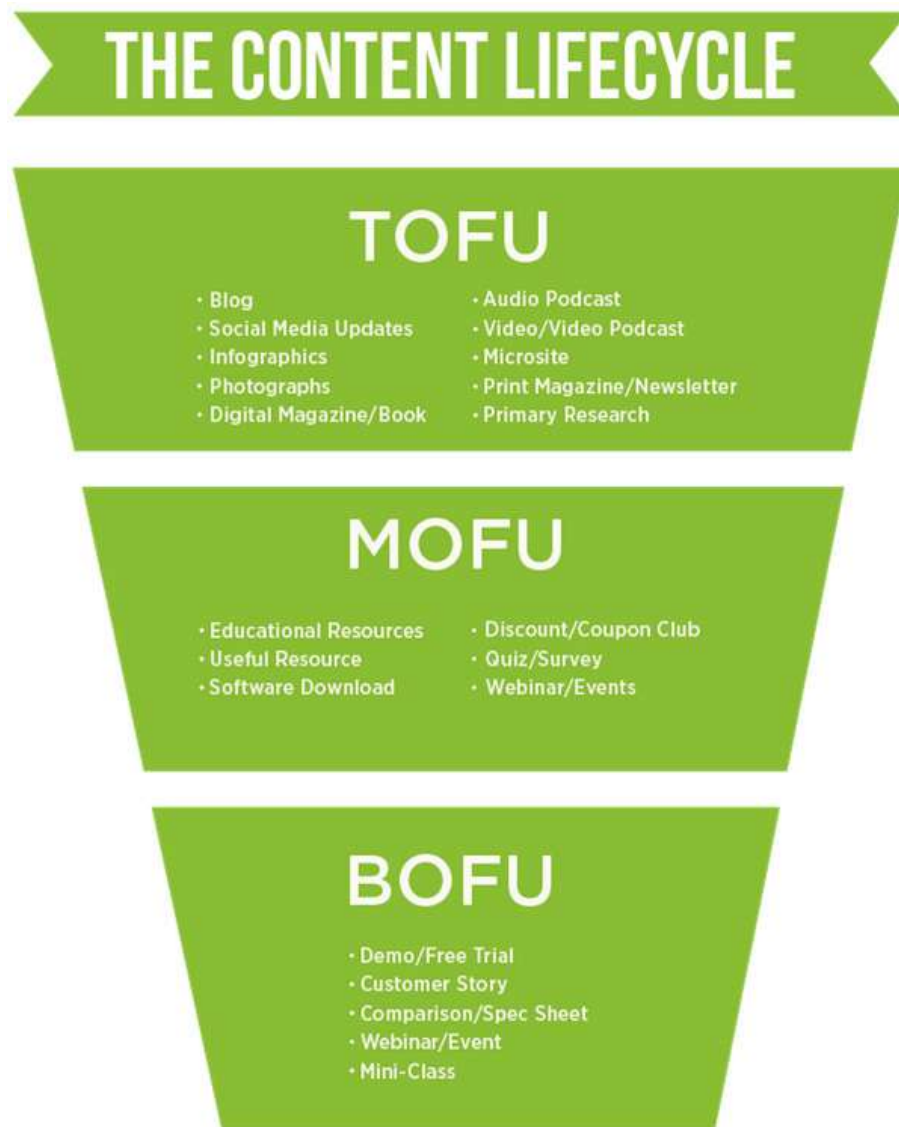 THE CONTENT LIFECYCLE
TOFU
• Blog
• Social Media Updates
• Infographics
• Photographs
• Digital Magazine/Book
• Audio Podcast
• Video/Video Podcast
• Microsite
• Print Magazine/Newsletter
• Primary Research
MOFU
• Educational Resources
• Useful Resource
• Software Download
• Discount/Coupon Club
• Quiz/Survey
• Webinar/Events
BOFU
• Demo/Free Trial
• Customer Story
• Comparison/Spec Sheet
• Webinar/Event
• Mini-Class